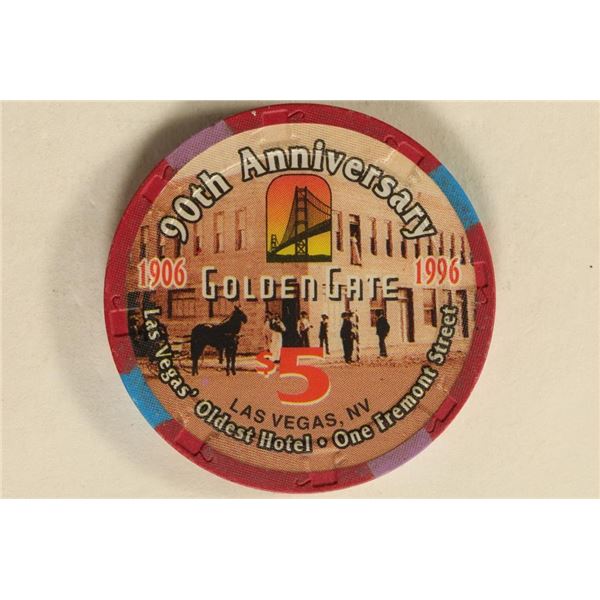 90th Anniversary
1906
1996
GOLDEN GATE
$5
LAS VEGAS, NV
Las Vegas' Oldest Hotel • One Fremont Street